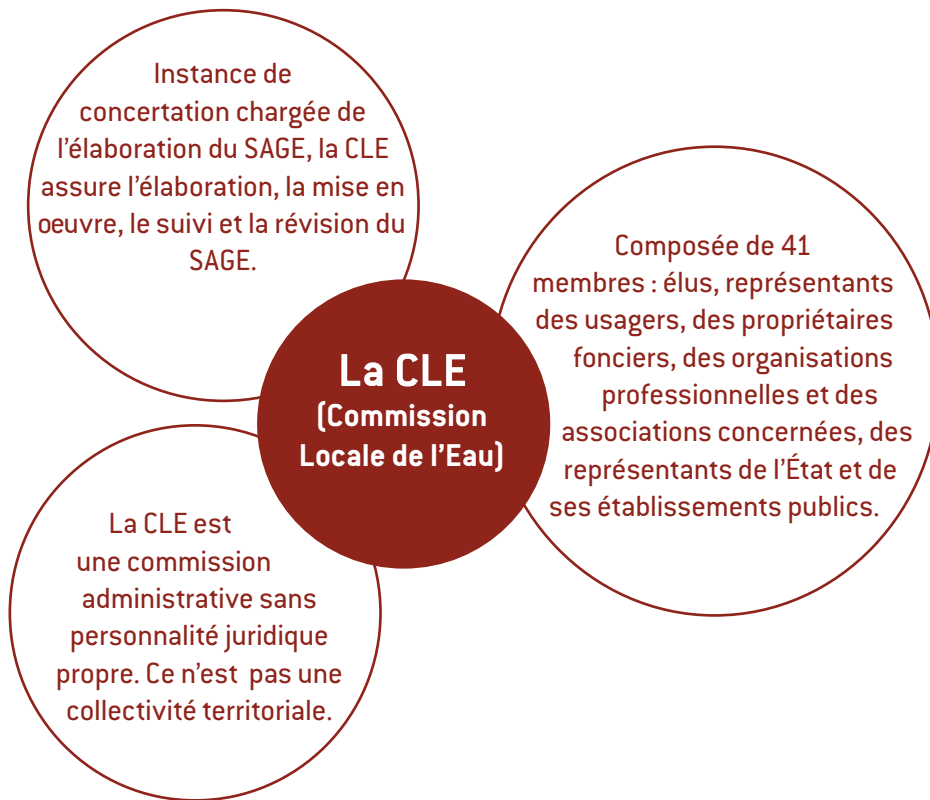 Instance de
concertation chargée de
l'élaboration du SAGE, la CLE
assure l'élaboration, la mise en
oeuvre, le suivi et la révision du
SAGE.
Composée de 41
membres : élus, représentants
des usagers, des propriétaires
fonciers, des organisations
professionnelles et des
associations concernées, des
représentants de l'État et de
ses établissements publics.
La CLE
(Commission
Locale de l'Eau)
La CLE est
une commission
administrative sans
personnalité juridique
propre. Ce n'est pas une
collectivité territoriale.